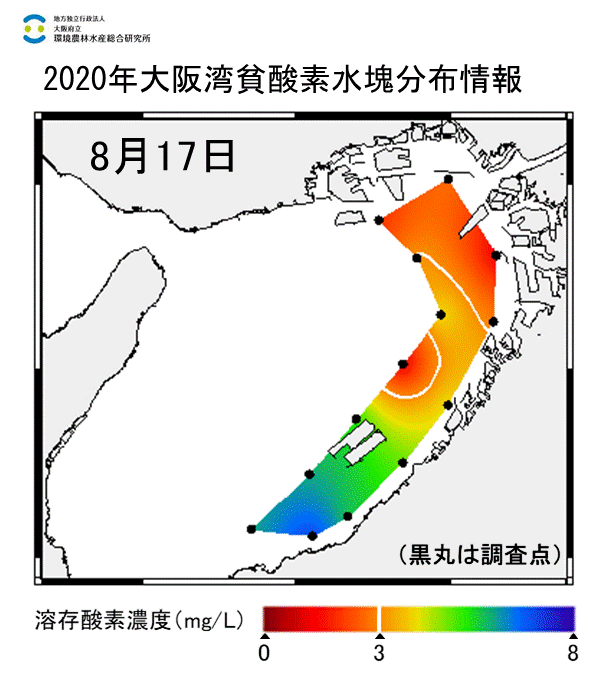 地方独立行政法人
大阪府立
環境農林水産総合研究所
2020年大阪湾貧酸素水塊分布情報
8月17日
(黒丸は調査点)
溶存酸素濃度(mg/L)
0 3 8